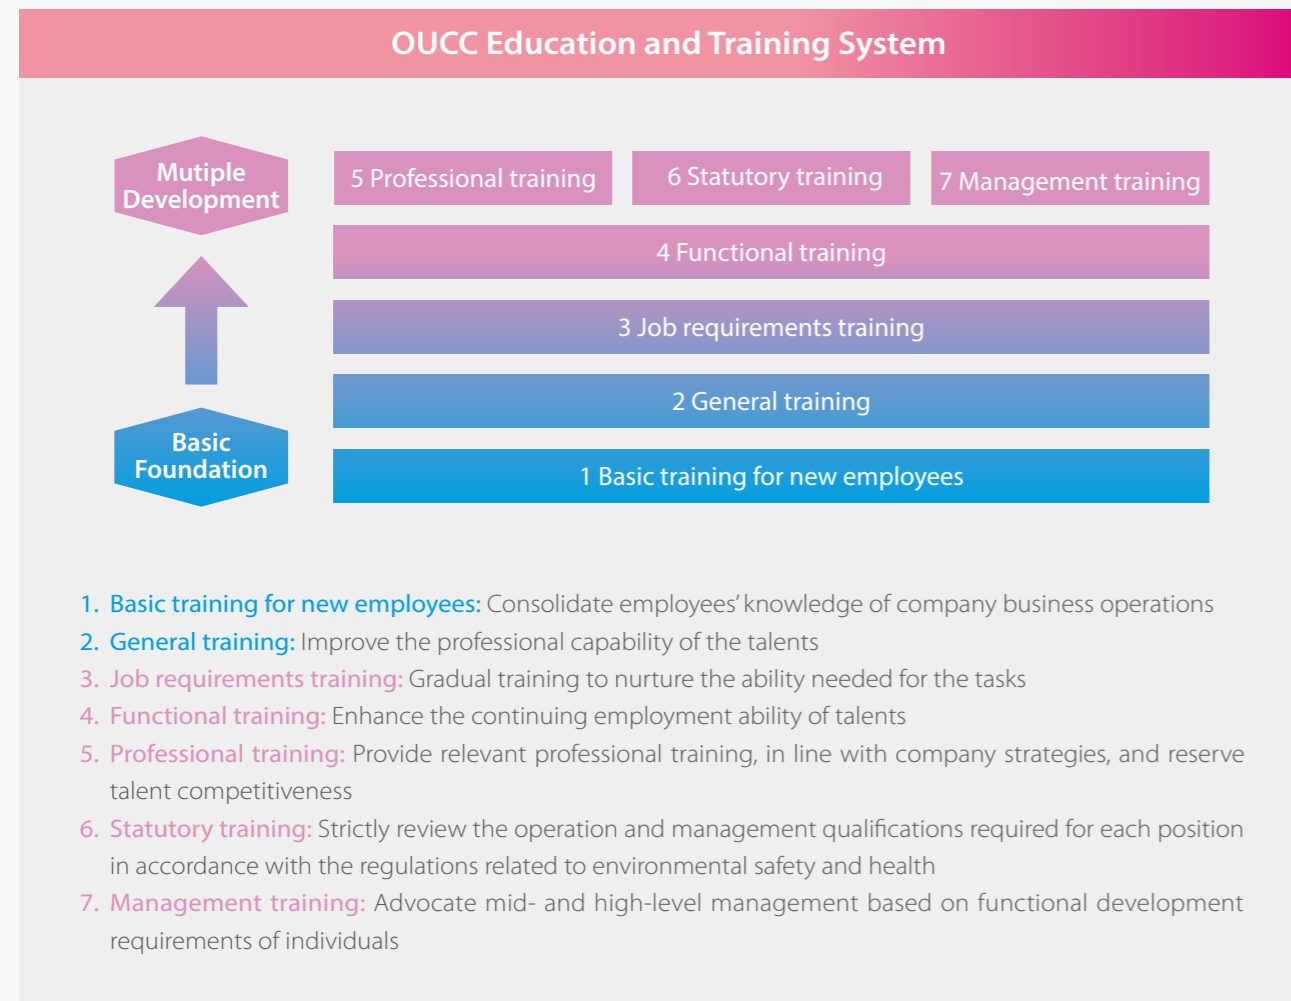 OUCC Education and Training System
Mutiple
Development
5 Professional training
6 Statutory training
7 Management training
4 Functional training
3 Job requirements training
2 General training
Basic
Foundation
1 Basic training for new employees
1. Basic training for new employees: Consolidate employees' knowledge of company business operations
2. General training: Improve the professional capability of the talents
3. Job requirements training: Gradual training to nurture the ability needed for the tasks
4. Functional training: Enhance the continuing employment ability of talents
5. Professional training: Provide relevant professional training, in line with company strategies, and reserve
talent competitiveness
6. Statutory training: Strictly review the operation and management qualifications required for each position
in accordance with the regulations related to environmental safety and health
7. Management training: Advocate mid- and high-level management based on functional development
requirements of individuals